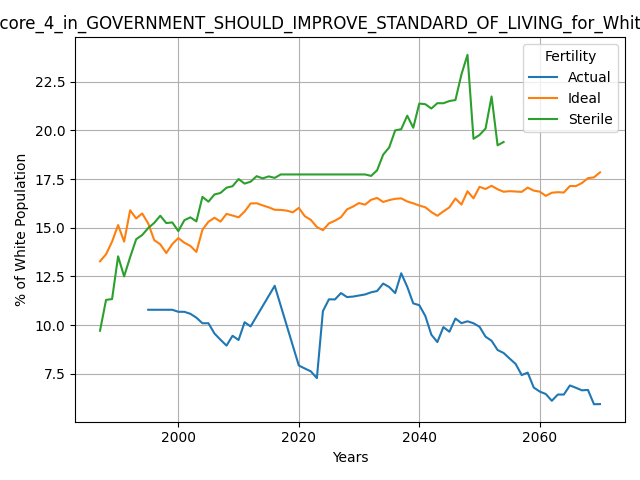 core_4_in_GOVERNMENT_SHOULD_IMPROVE_STANDARD_OF_LIVING_for_Whit
Fertility
Actual
Ideal
Sterile
% of White Population
22.5
20.0
17.5
15.0
12.5
10.0
7.5
2000 2020 2040 2060
Years